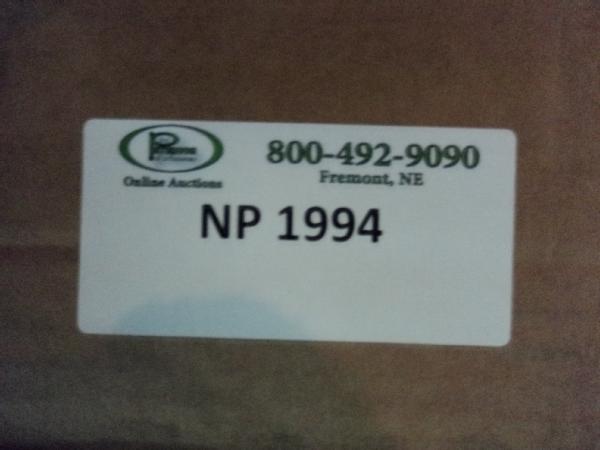 800-492-9090
Fremont, NE
Online Auctions
NP 1994